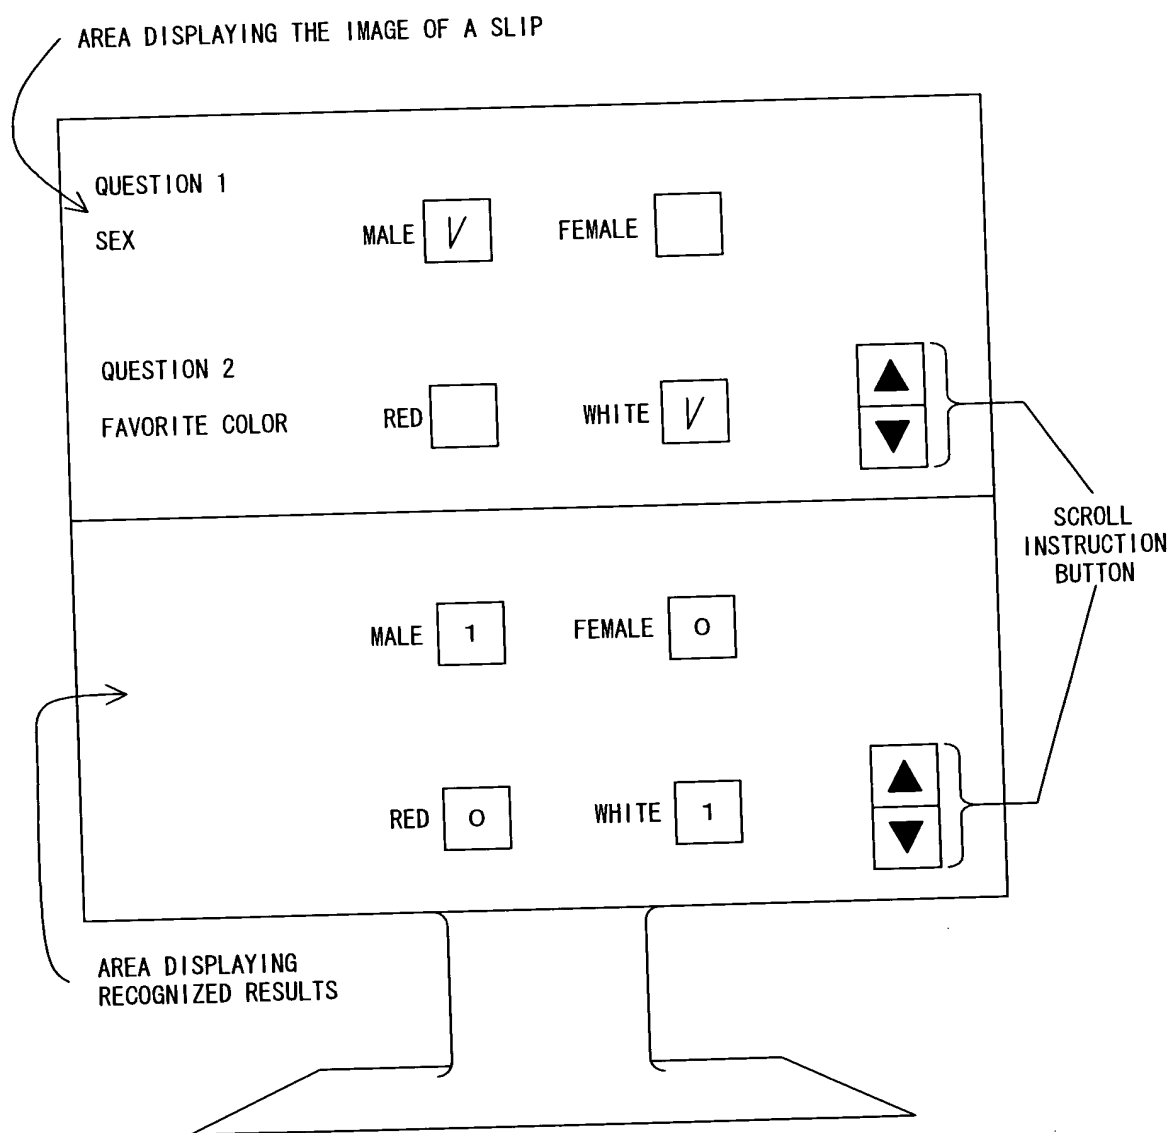 AREA DISPLAYING THE IMAGE OF A SLIP
QUESTION 1
SEX MALE V FEMALE
QUESTION 2
FAVORITE COLOR RED WHITE V
SCROLL
INSTRUCTION
BUTTON
MALE 1 FEMALE 0
RED 0 WHITE 1
AREA DISPLAYING
RECOGNIZED RESULTS